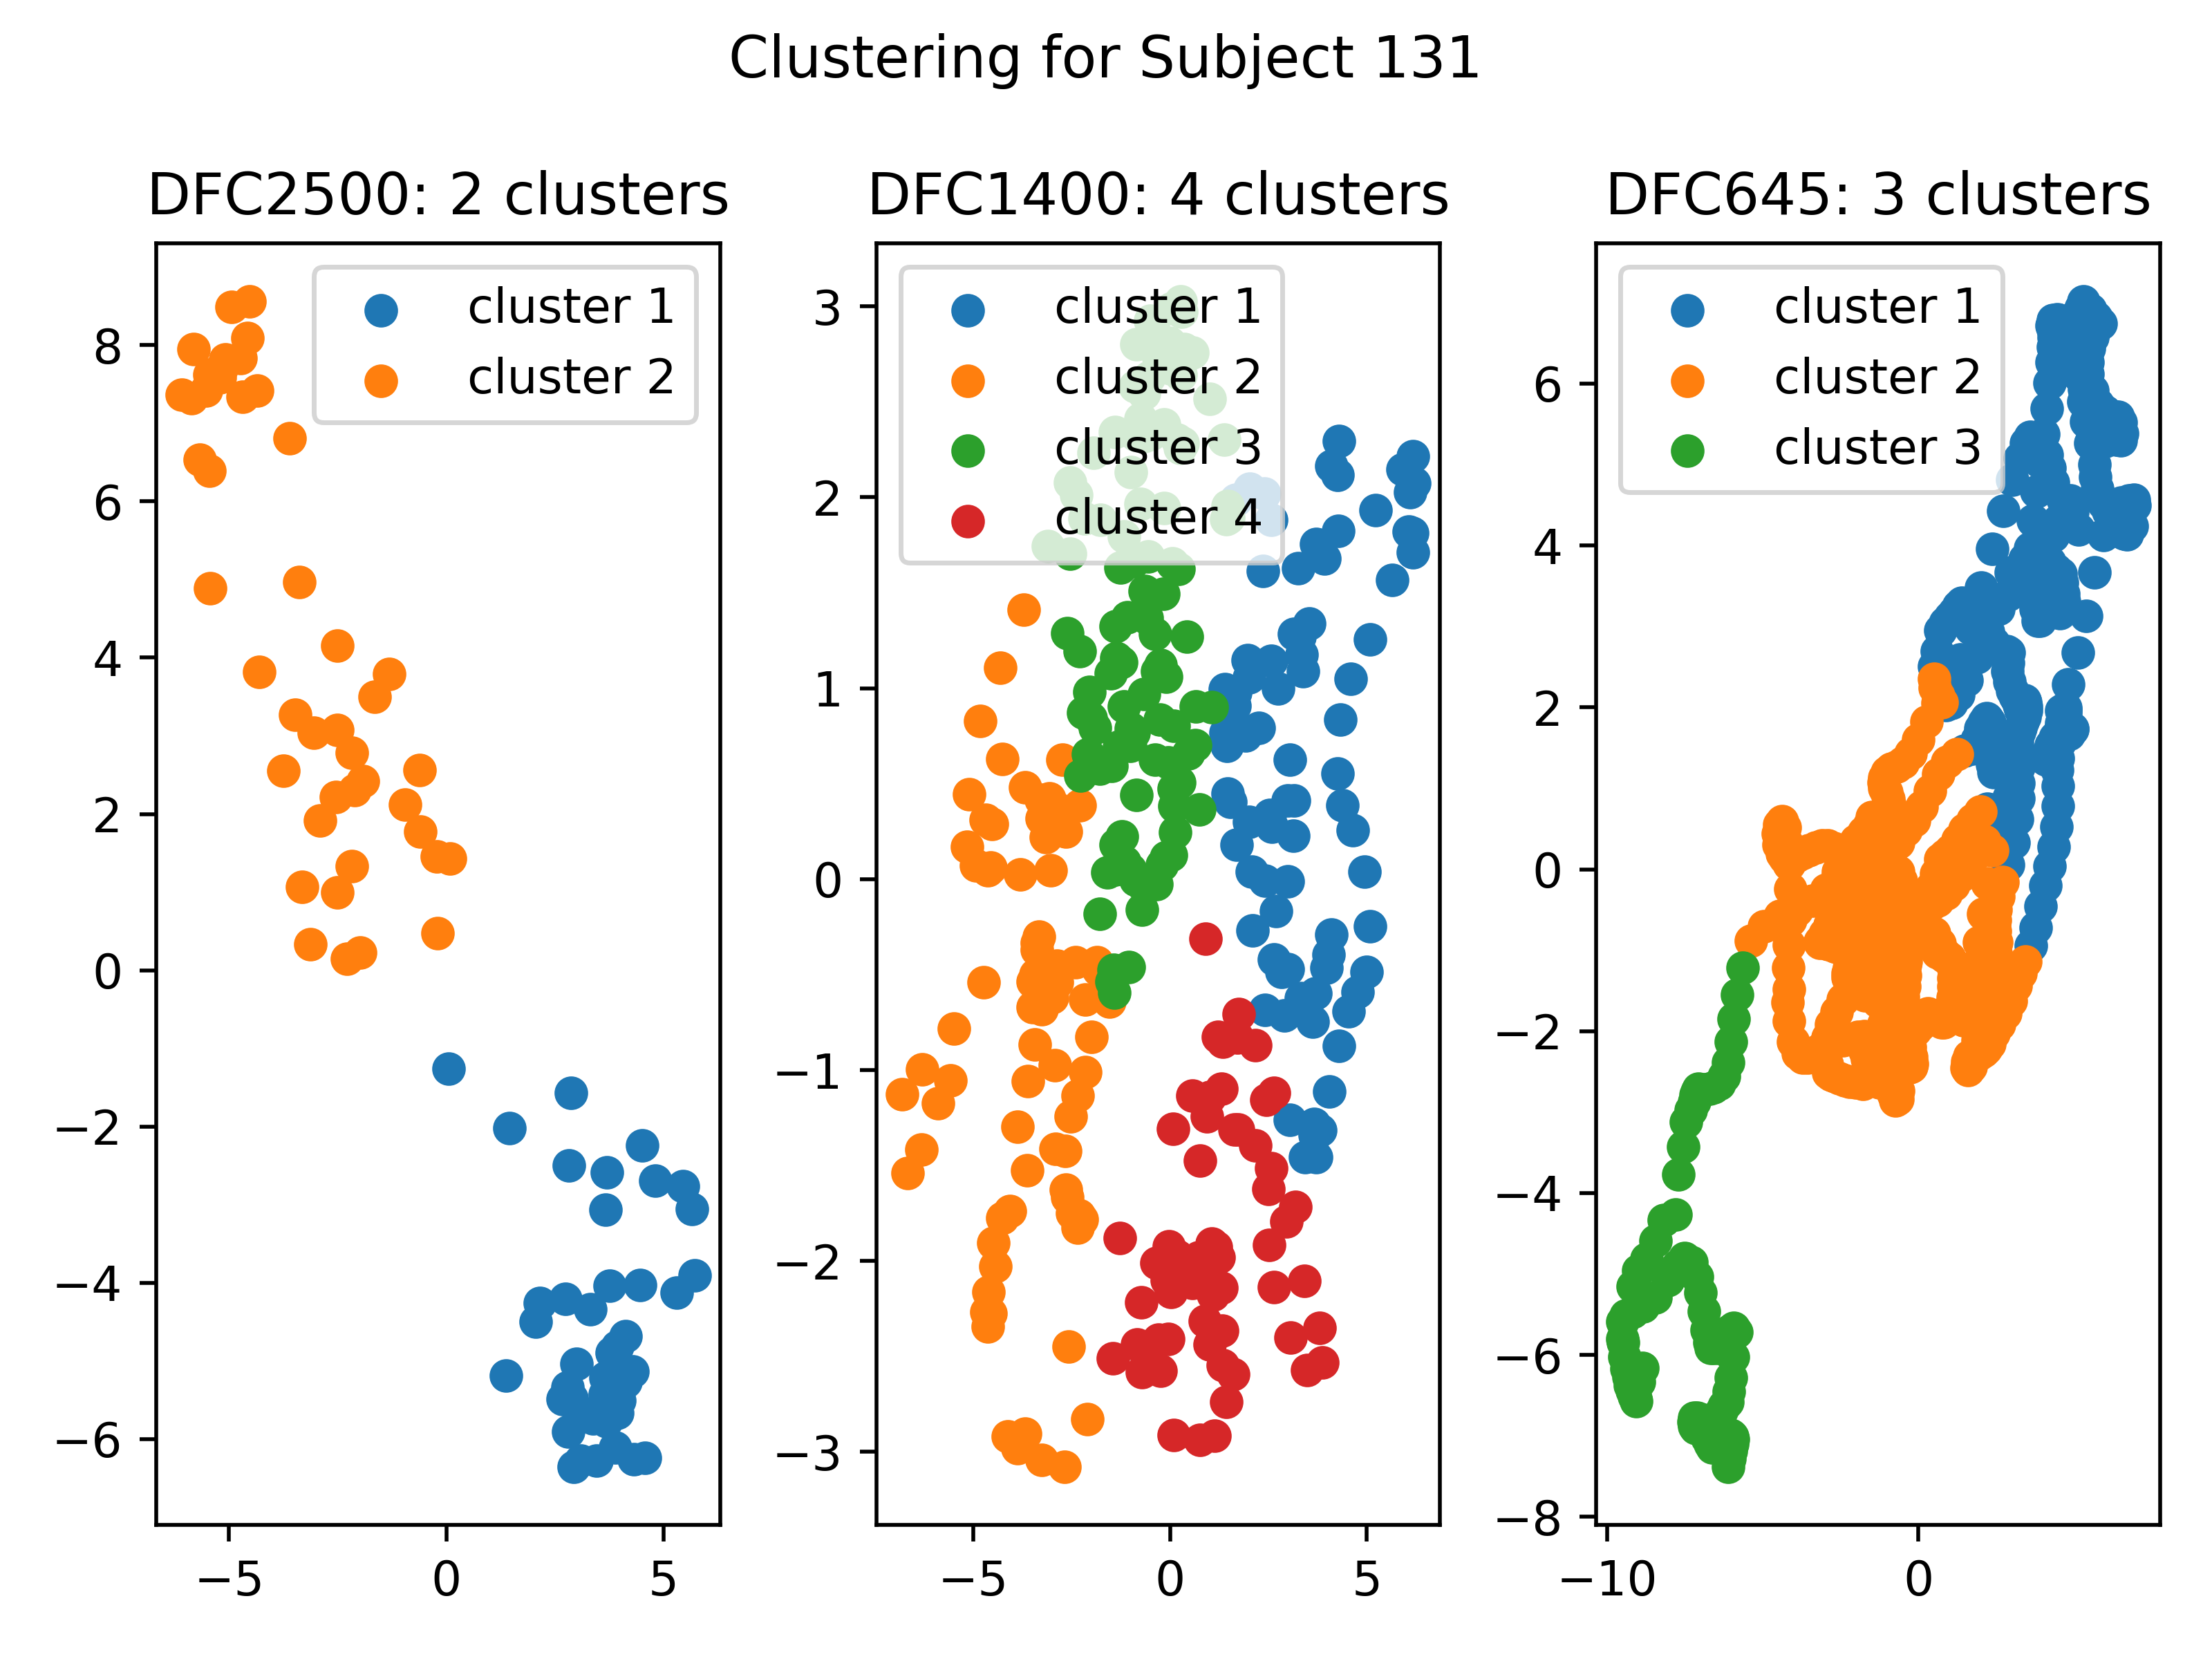 Clustering for Subject 131
DFC2500: 2 clusters
cluster 1
cluster 2
8
6
4
2
0
−2
−4
−6
−5
0
5
DFC1400: 4 clusters
cluster 1
cluster 2
cluster 3
cluster 4
3
2
1
0
−1
−2
−3
−5
0
5
DFC645: 3 clusters
cluster 1
cluster 2
cluster 3
6
4
2
0
−2
−4
−6
−8
−10
0